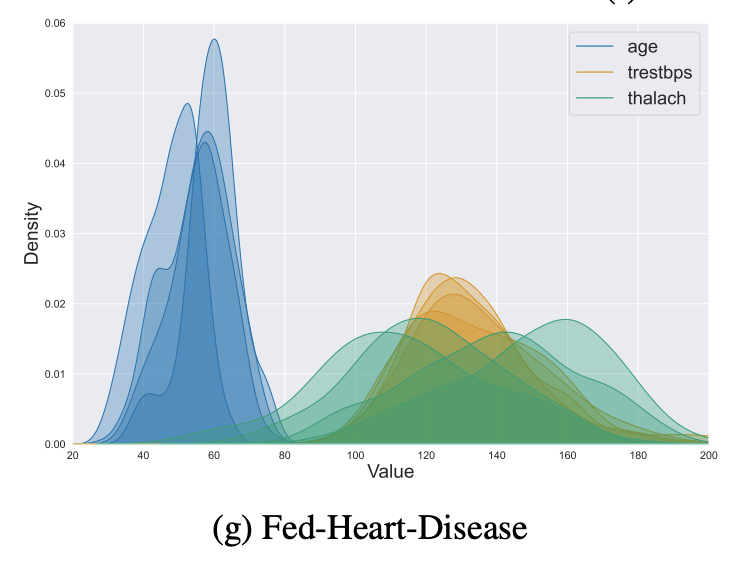 0.06
0.05
0.04
0.03
0.02
0.01
0.00
Density
age
trestbps
thalach
20 40 60 80 100 120 140 160 180 200
Value
(g) Fed-Heart-Disease